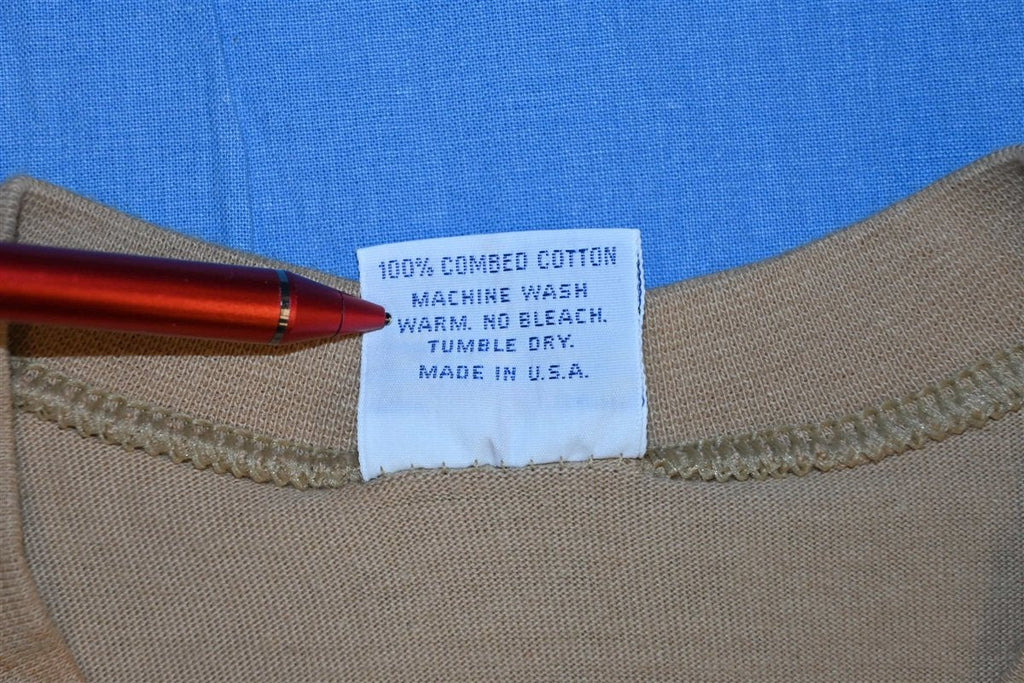 100% COMBED COTTON
MACHINE WASH
WARM. NO BLEACH.
TUMBLE DRY.
MADE IN U.S.A.